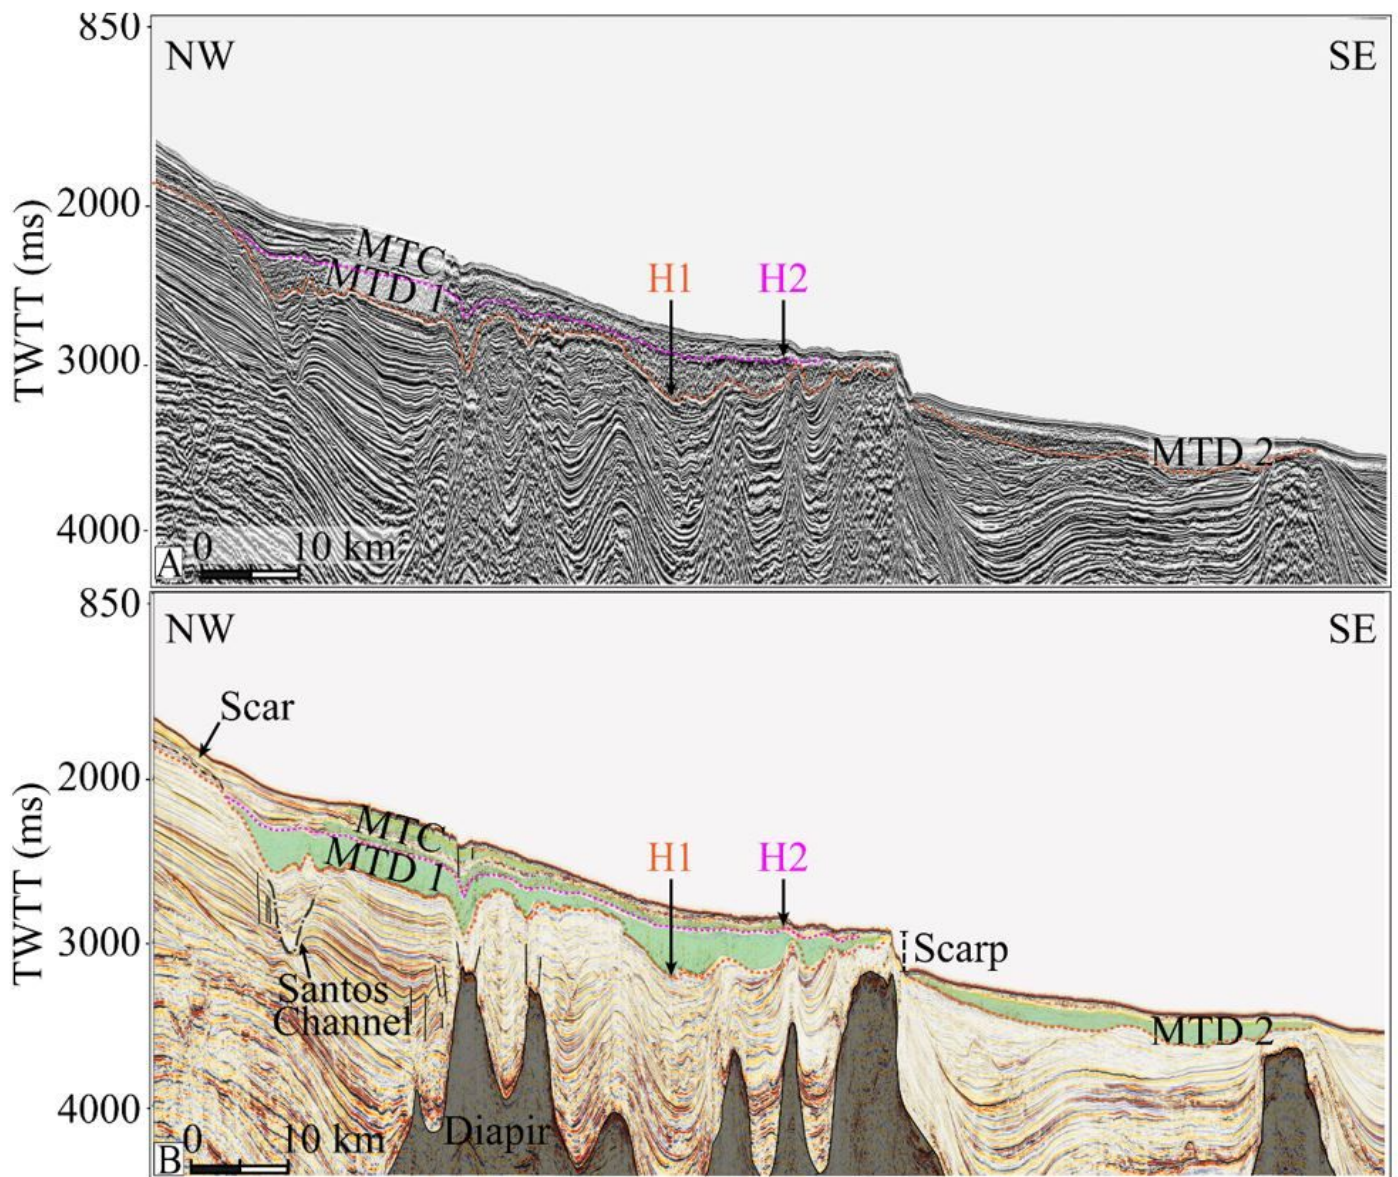 850
NW
SE
2000
MTC
MTD 1
H1
H2
3000
MTD 2
4000
0
10 km
A
TWTT (ms)
850
NW
SE
Scar
2000
MTC
MTD 1
H1
H2
3000
Scarp
Santos
Channel
MTD 2
4000
Diapir
0
10 km
B
TWTT (ms)